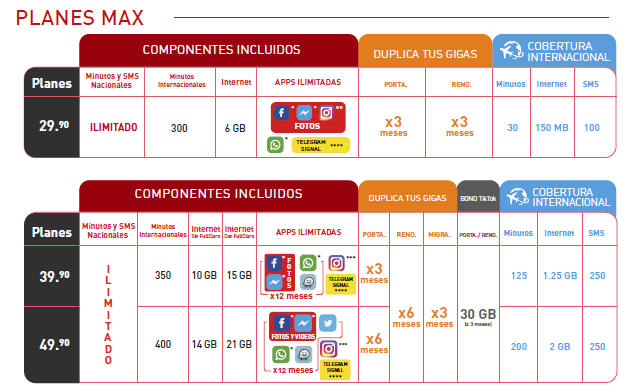 PLANES MAX
COMPONENTES INCLUIDOS
DUPLICA TUS GIGAS
COBERTURA
INTERNACIONAL
Planes
Minutos y SMS
Nacionales
Minutos
Internacionales
Internet
APPS ILIMITADAS
PORTA.
RENO.
Minutos
Internet
SMS
29.90
ILIMITADO
300
6 GB
* * **
FOTOS
* TELEGRAM
SIGNAL ****
x3
meses
x3
meses
30
150 MB
100
COMPONENTES INCLUIDOS
DUPLICA TUS GIGAS
BONO TikTok
COBERTURA
INTERNACIONAL
Planes
Minutos y SMS
Nacionales
Minutos
Internacionales
Internet
Sin FullClaro
Internet
Con FullClaro
APPS ILIMITADAS
PORTA.
RENO.
MIGRA.
PORTA./ RENO.
Minutos
Internet
SMS
39.90
ILIMITADO
350
10 GB
15 GB
FOTOS
* * ***
TELEGRAM
SIGNAL
****
x12 meses
x3
meses
x6
meses
x3
meses
30 GB
(x 3 meses)
125
1.25 GB
250
49.90
400
14 GB
21 GB
FOTOS Y VIDEOS
* ***
TELEGRAM
SIGNAL
****
x12 meses
x6
meses
200
2 GB
250